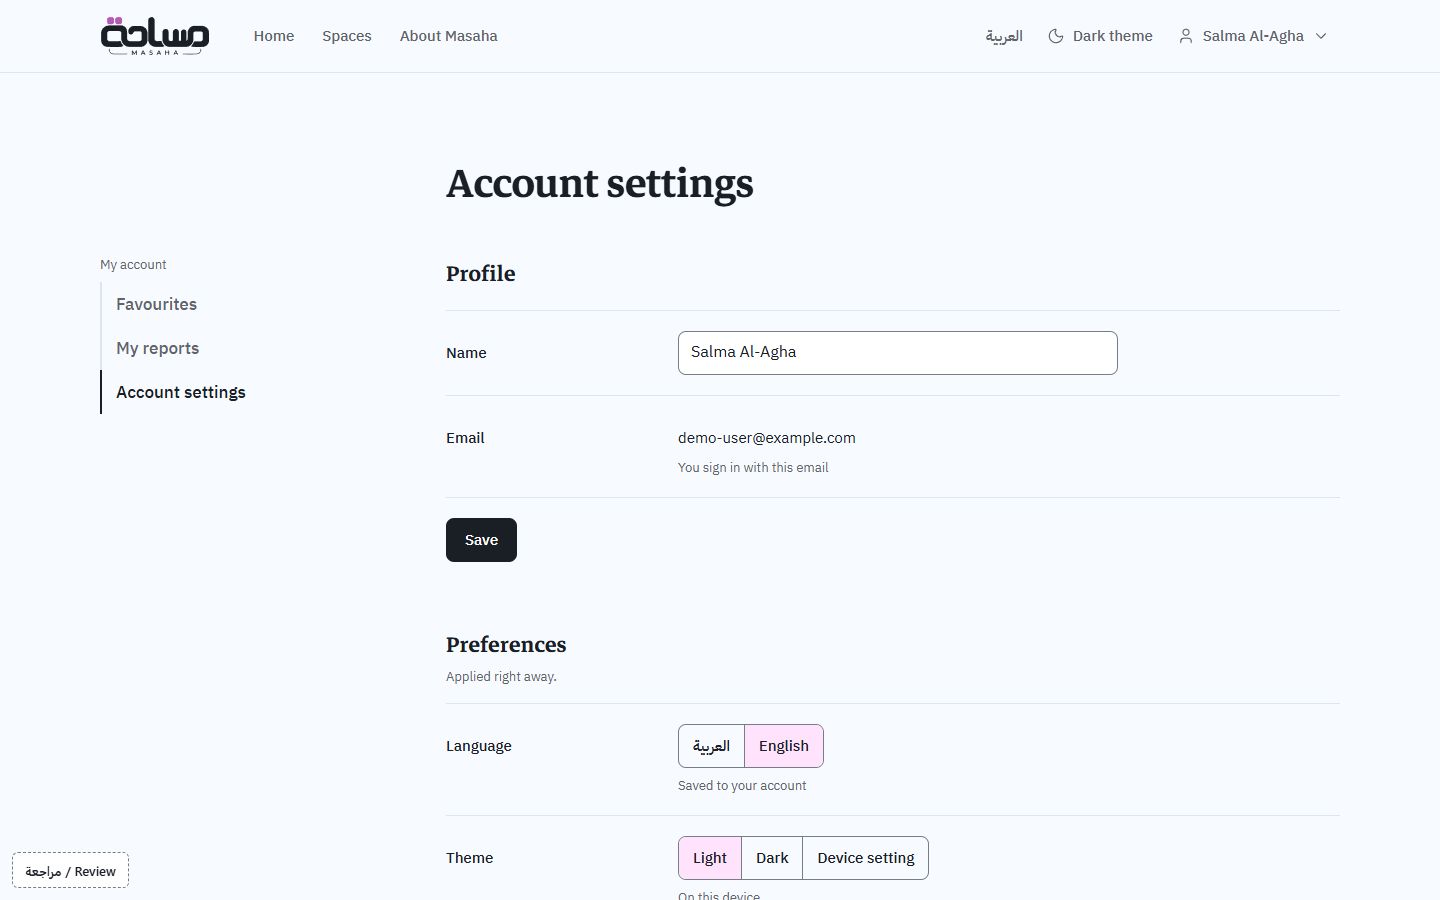 مساحة
MASAHA
Home
Spaces
About Masaha
العربية
Dark theme
Salma Al-Agha
Account settings
My account
Favourites
My reports
Account settings
Profile
Name
Salma Al-Agha
Email
demo-user@example.com
You sign in with this email
Save
Preferences
Applied right away.
Language
العربية
English
Saved to your account
Theme
Light
Dark
Device setting
On this device
مراجعة / Review